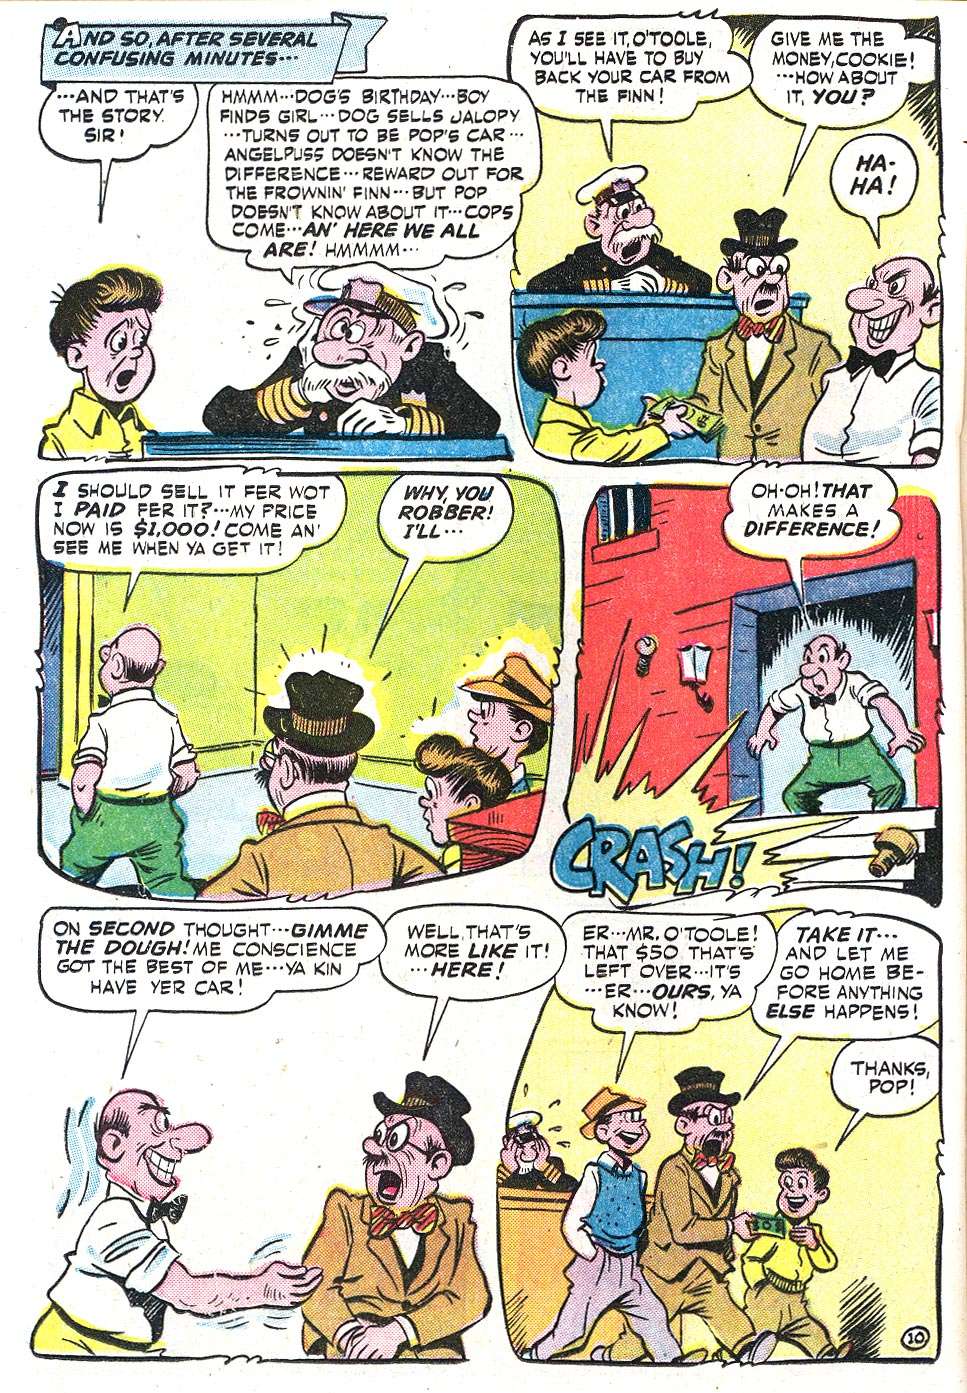 AND SO, AFTER SEVERAL
CONFUSING MINUTES...
...AND THAT'S
THE STORY,
SIR!
HMMM...DOG'S BIRTHDAY...BOY
FINDS GIRL...DOG SELLS JALOPY
...TURNS OUT TO BE POP'S CAR...
ANGELPUSS DOESN'T KNOW THE
DIFFERENCE...REWARD OUT FOR
THE FROWNIN' FINN...BUT POP
DOESN'T KNOW ABOUT IT...COPS
COME...AN' HERE WE ALL
ARE! HMMMM...
AS I SEE IT, O'TOOLE,
YOU'LL HAVE TO BUY
BACK YOUR CAR FROM
THE FINN!
GIVE ME THE
MONEY, COOKIE!
...HOW ABOUT
IT, YOU?
HA-
HA!
I SHOULD SELL IT FER WOT
I PAID FER IT?...MY PRICE
NOW IS $1,000! COME AN'
SEE ME WHEN YA GET IT!
WHY, YOU
ROBBER!
I'LL...
OH-OH! THAT
MAKES A
DIFFERENCE!
CRASH!
ON SECOND THOUGHT...GIMME
THE DOUGH! ME CONSCIENCE
GOT THE BEST OF ME...YA KIN
HAVE YER CAR!
WELL, THAT'S
MORE LIKE IT!
...HERE!
ER...MR. O'TOOLE!
THAT $50 THAT'S
LEFT OVER...IT'S
...ER...OURS, YA
KNOW!
TAKE IT...
AND LET ME
GO HOME BE-
FORE ANYTHING
ELSE HAPPENS!
THANKS,
POP!
10